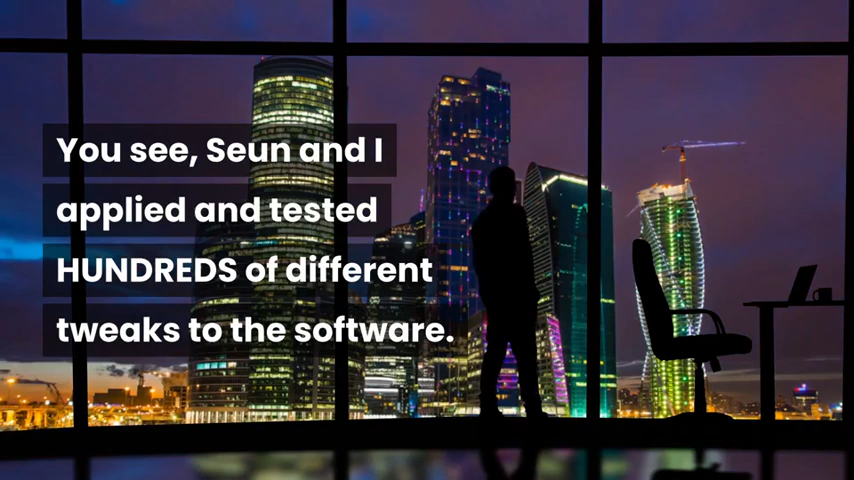 You see, Seun and I
applied and tested
HUNDREDS of different
tweaks to the software.